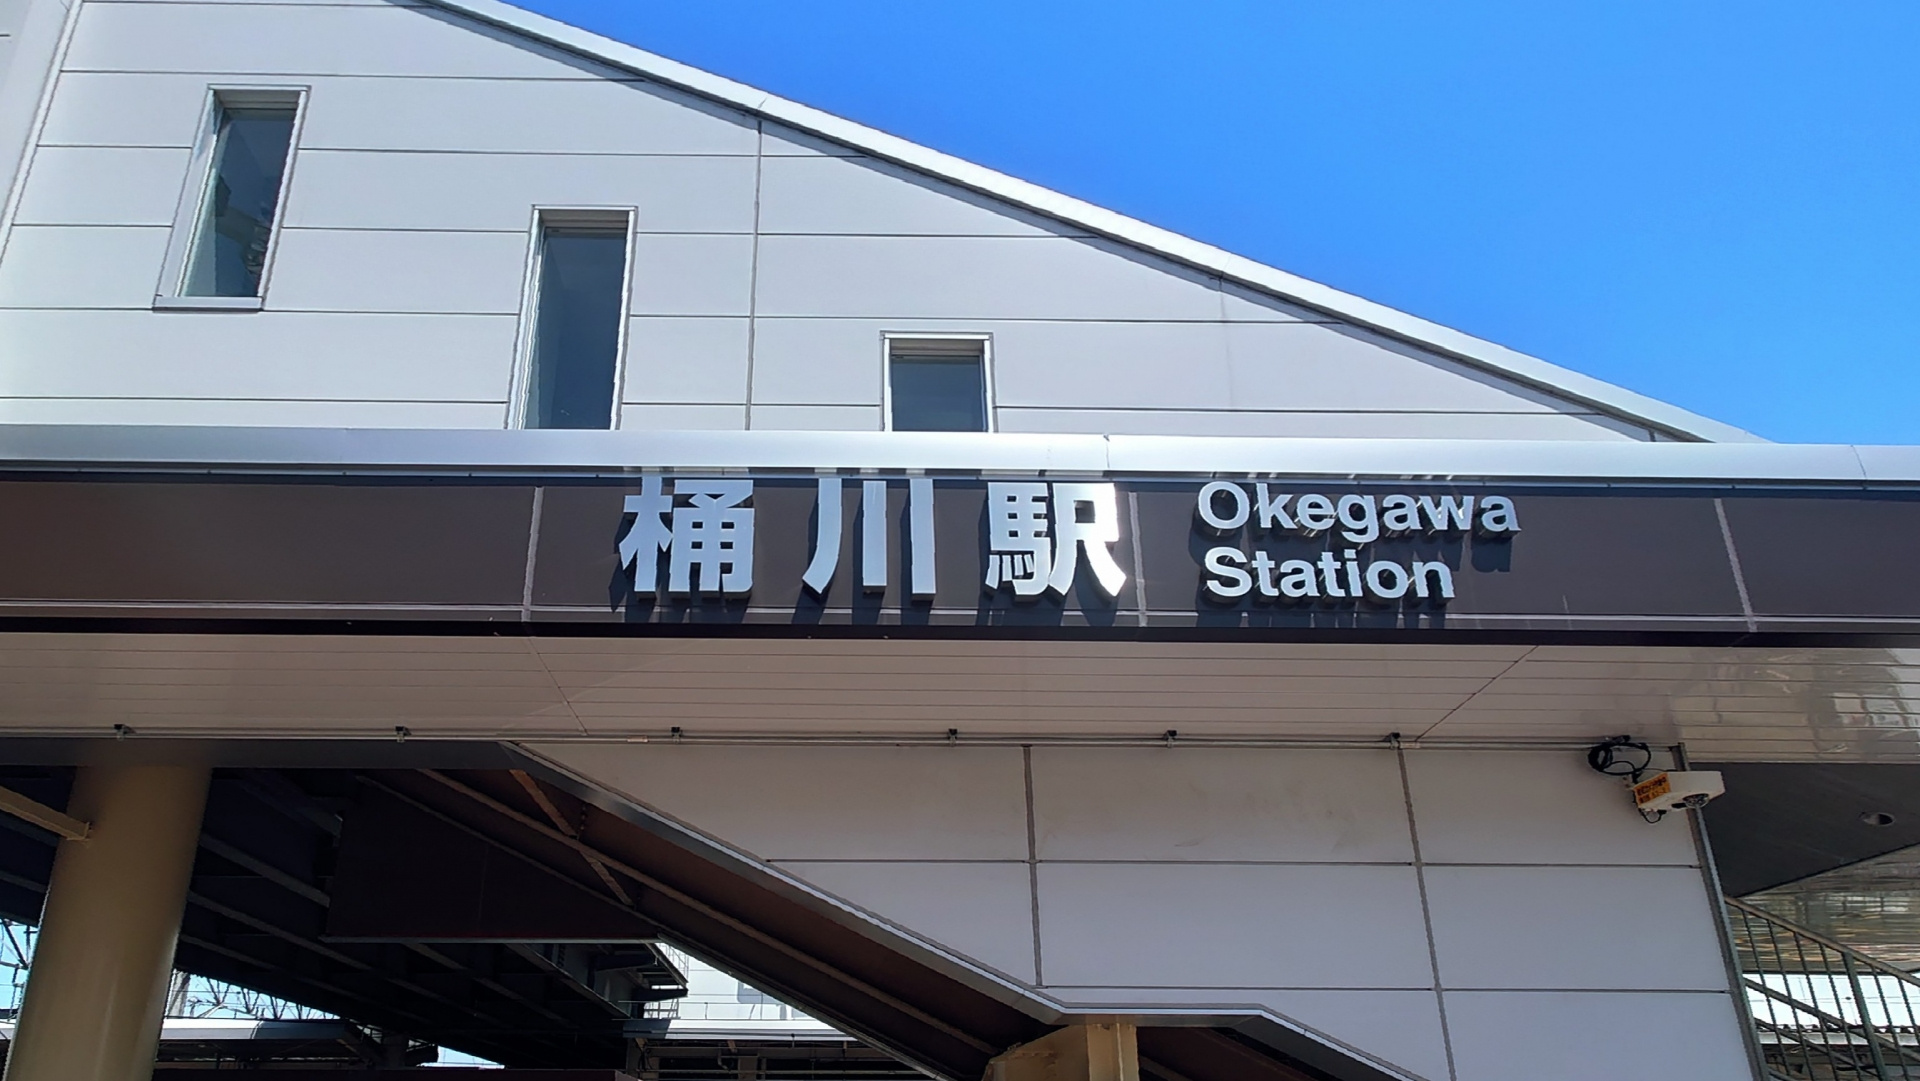 桶川駅
Okegawa
Station